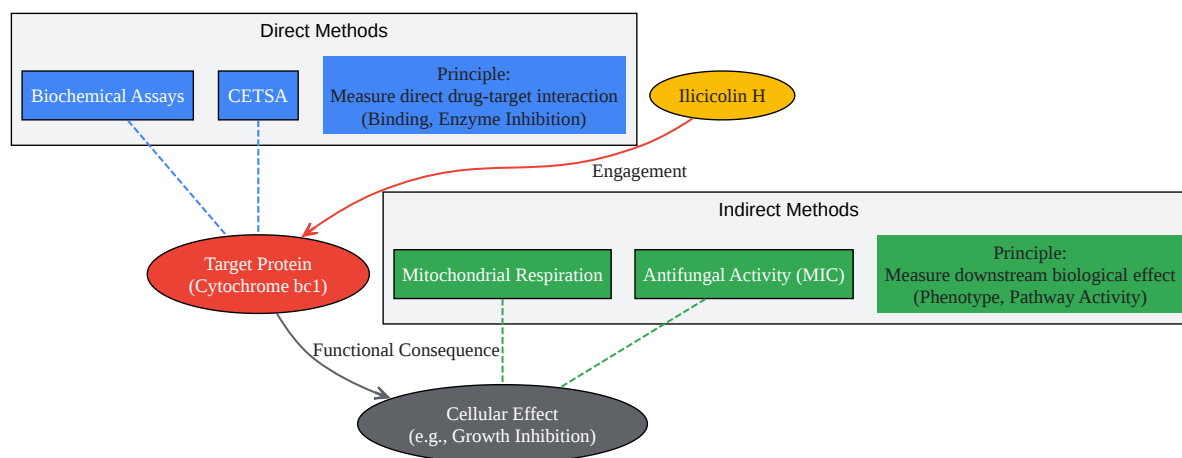 Direct Methods
Biochemical Assays
CETSA
Principle:
Measure direct drug-target interaction
(Binding, Enzyme Inhibition)
Ilicicolin H
Engagement
Indirect Methods
Target Protein
(Cytochrome bc1)
Mitochondrial Respiration
Antifungal Activity (MIC)
Principle:
Measure downstream biological effect
(Phenotype, Pathway Activity)
Functional Consequence
Cellular Effect
(e.g., Growth Inhibition)